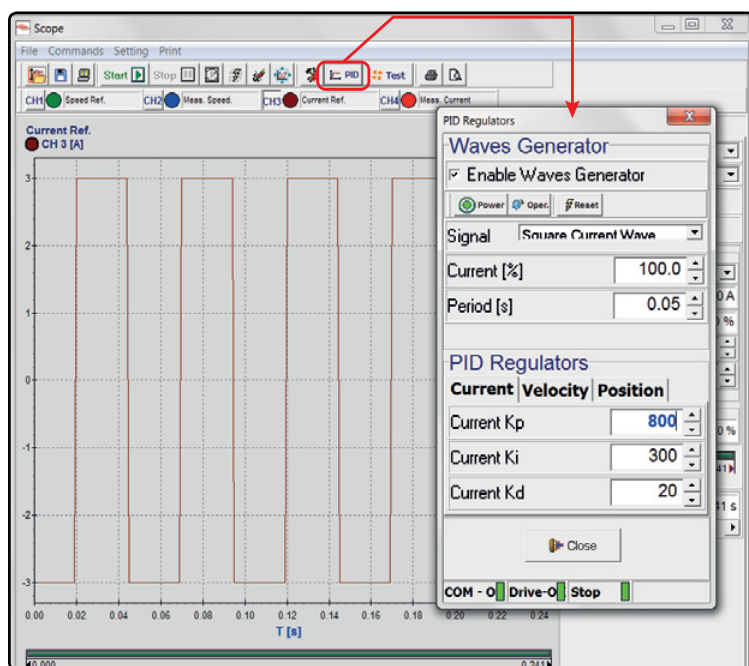 Scope
File Commands Setting Print
Start Stop PID Test
CH1 Speed Ref. CH2 Meas. Speed. CH3 Current Ref. CH4 Meas. Current
Current Ref.
CH 3 [A]
3
2
1
0
-1
-2
-3
0.00 0.02 0.04 0.06 0.08 0.10 0.12 0.14 0.16 0.18 0.20 0.22 0.24
T [s]
0.000 0.241
PID Regulators
Waves Generator
Enable Waves Generator
Power Oper. Reset
Signal Square Current Wave
Current [%] 100.0
Period [s] 0.05
PID Regulators
Current Velocity Position
Current Kp 800
Current Ki 300
Current Kd 20
Close
COM - O Drive-O Stop
0 A
0 %
0 %
41
41 s